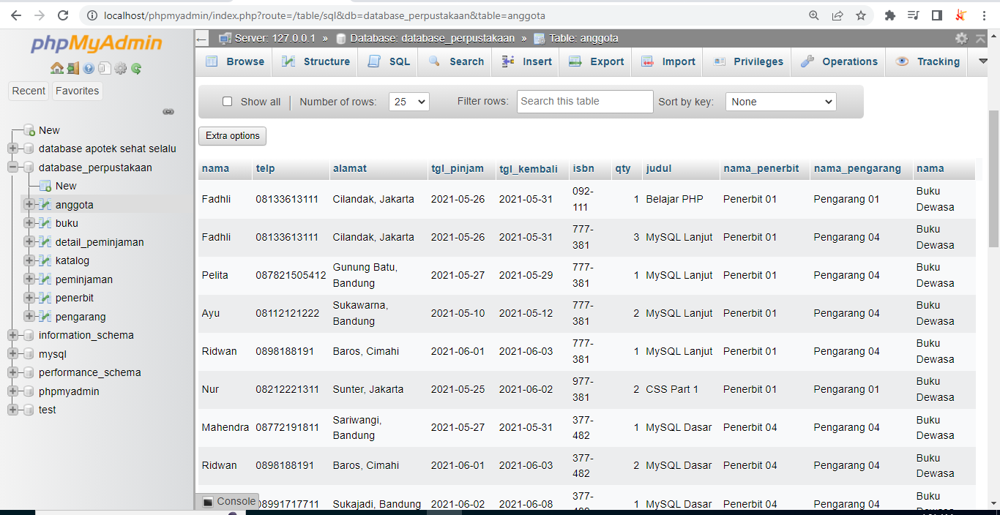 localhost/phpmyadmin/index.php?route=/table/sql&db=database_perpustakaan&table=anggota
phpMyAdmin
Recent Favorites
New
database apotek sehat selalu
database_perpustakaan
New
anggota
buku
detail_peminjaman
katalog
peminjaman
penerbit
pengarang
information_schema
mysql
performance_schema
phpmyadmin
test
Server: 127.0.0.1 » Database: database_perpustakaan » Table: anggota
Browse Structure SQL Search Insert Export Import Privileges Operations Tracking
Show all | Number of rows: 25 Filter rows: Search this table Sort by key: None
Extra options
nama telp alamat tgl_pinjam tgl_kembali isbn qty judul nama_penerbit nama_pengarang nama
Fadhli 08133613111 Cilandak, Jakarta 2021-05-26 2021-05-31 092-111 1 Belajar PHP Penerbit 01 Pengarang 01 Buku Dewasa
Fadhli 08133613111 Cilandak, Jakarta 2021-05-26 2021-05-31 777-381 3 MySQL Lanjut Penerbit 01 Pengarang 04 Buku Dewasa
Pelita 087821505412 Gunung Batu, Bandung 2021-05-27 2021-05-29 777-381 1 MySQL Lanjut Penerbit 01 Pengarang 04 Buku Dewasa
Ayu 08112121222 Sukawarna, Bandung 2021-05-10 2021-05-12 777-381 2 MySQL Lanjut Penerbit 01 Pengarang 04 Buku Dewasa
Ridwan 0898188191 Baros, Cimahi 2021-06-01 2021-06-03 777-381 1 MySQL Lanjut Penerbit 01 Pengarang 04 Buku Dewasa
Nur 08212221311 Sunter, Jakarta 2021-05-25 2021-06-02 977-381 2 CSS Part 1 Penerbit 01 Pengarang 01 Buku Dewasa
Mahendra 08772191811 Sariwangi, Bandung 2021-05-27 2021-05-31 377-482 1 MySQL Dasar Penerbit 04 Pengarang 04 Buku Dewasa
Ridwan 0898188191 Baros, Cimahi 2021-06-01 2021-06-03 377-482 2 MySQL Dasar Penerbit 04 Pengarang 04 Buku Dewasa
Console 08991717711 Sukajadi, Bandung 2021-06-02 2021-06-08 377- 1 MySQL Dasar Penerbit 04 Pengarang 04 Buku